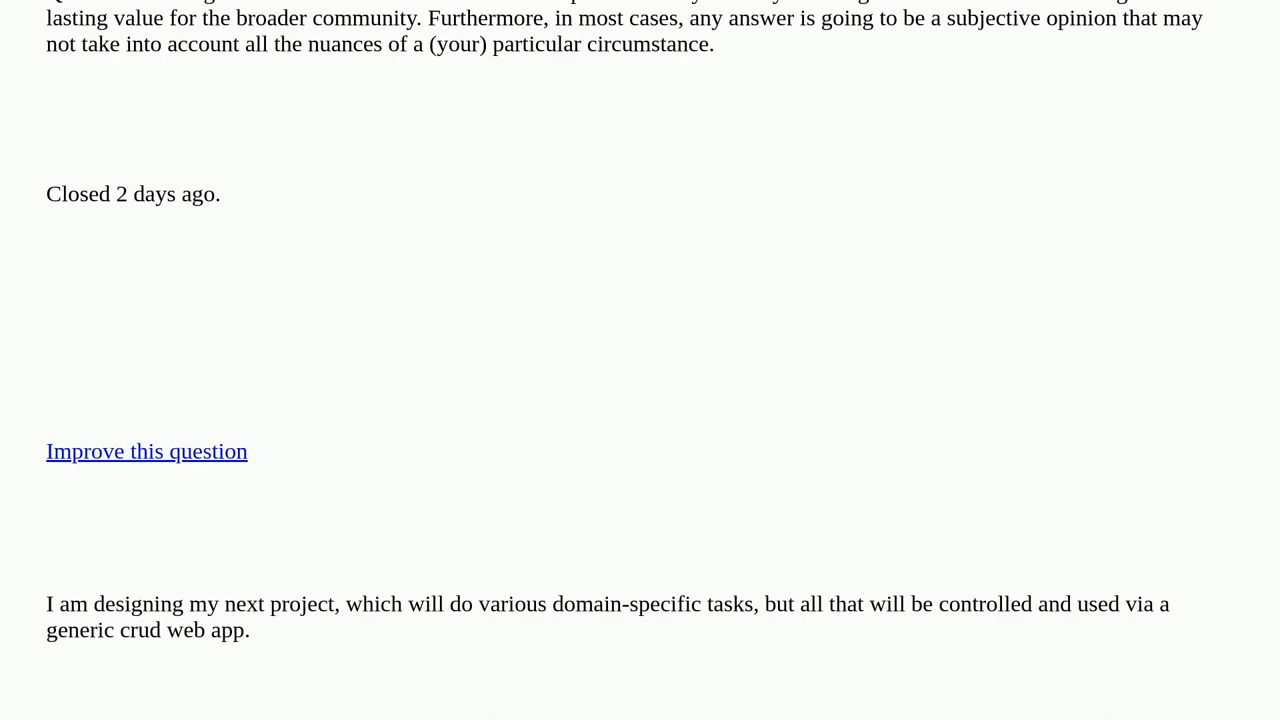 lasting value for the broader community. Furthermore, in most cases, any answer is going to be a subjective opinion that may
not take into account all the nuances of a (your) particular circumstance.
Closed 2 days ago.
Improve this question
I am designing my next project, which will do various domain-specific tasks, but all that will be controlled and used via a
generic crud web app.